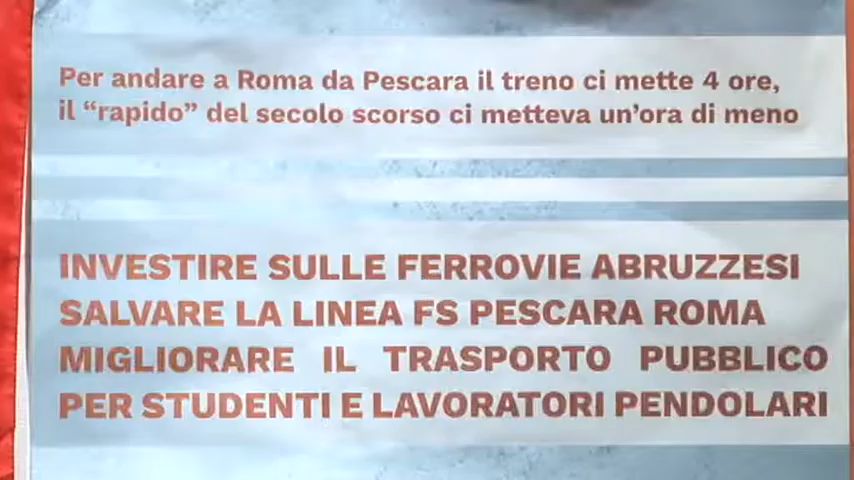 Per andare a Roma da Pescara il treno ci mette 4 ore,
il “rapido” del secolo scorso ci metteva un’ora di meno
INVESTIRE SULLE FERROVIE ABRUZZESI
SALVARE LA LINEA FS PESCARA ROMA
MIGLIORARE IL TRASPORTO PUBBLICO
PER STUDENTI E LAVORATORI PENDOLARI